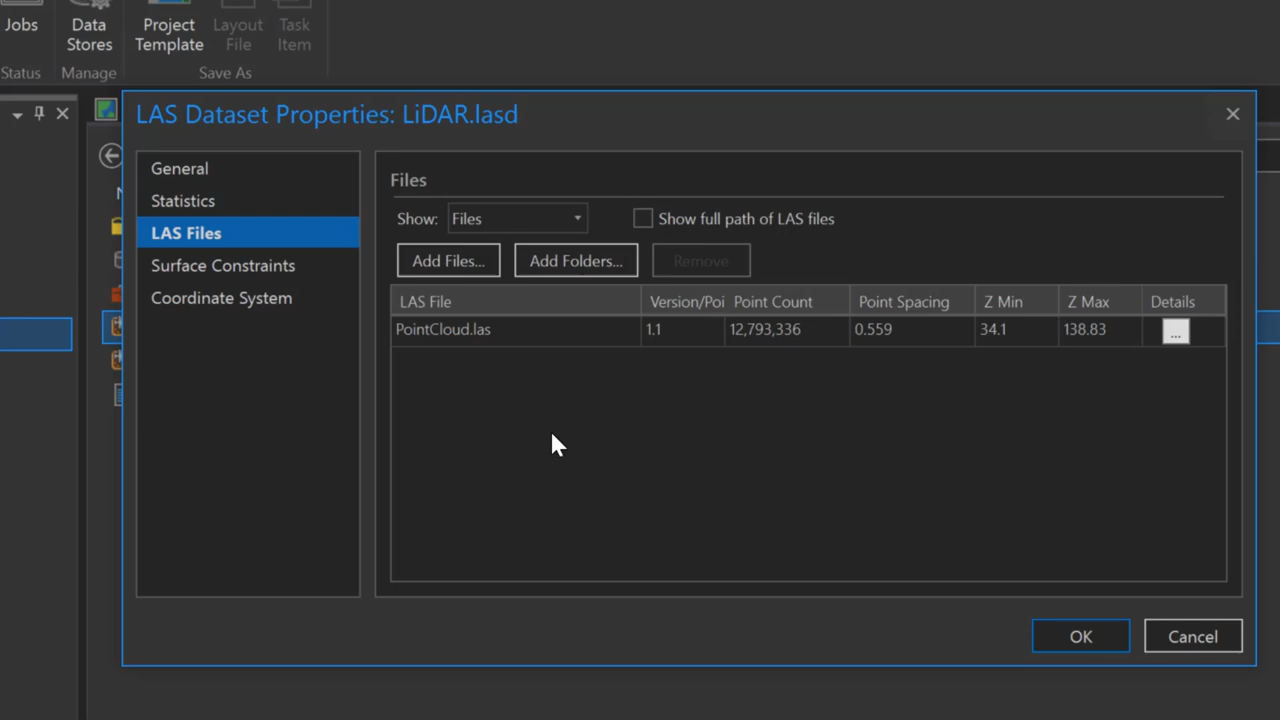 Jobs
Data Stores
Project Template
Layout File
Task Item
Status
Manage
Save As
LAS Dataset Properties: LiDAR.lasd
General
Statistics
LAS Files
Surface Constraints
Coordinate System
Files
Show: Files
Show full path of LAS files
Add Files... Add Folders... Remove
LAS File Version/Poi Point Count Point Spacing Z Min Z Max Details
PointCloud.las 1.1 12,793,336 0.559 34.1 138.83 ...
OK Cancel